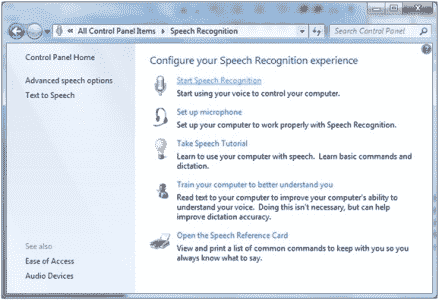 « All Control Panel Items ▸ Speech Recognition
Search Control Panel
Control Panel Home
Advanced speech options
Text to Speech
See also
Ease of Access
Audio Devices
Configure your Speech Recognition experience
Start Speech Recognition
Start using your voice to control your computer.
Set up microphone
Set up your computer to work properly with Speech Recognition.
Take Speech Tutorial
Learn to use your computer with speech. Learn basic commands and
dictation.
Train your computer to better understand you
Read text to your computer to improve your computer's ability to
understand your voice. Doing this isn't necessary, but can help
improve dictation accuracy.
Open the Speech Reference Card
View and print a list of common commands to keep with you so you
always know what to say.